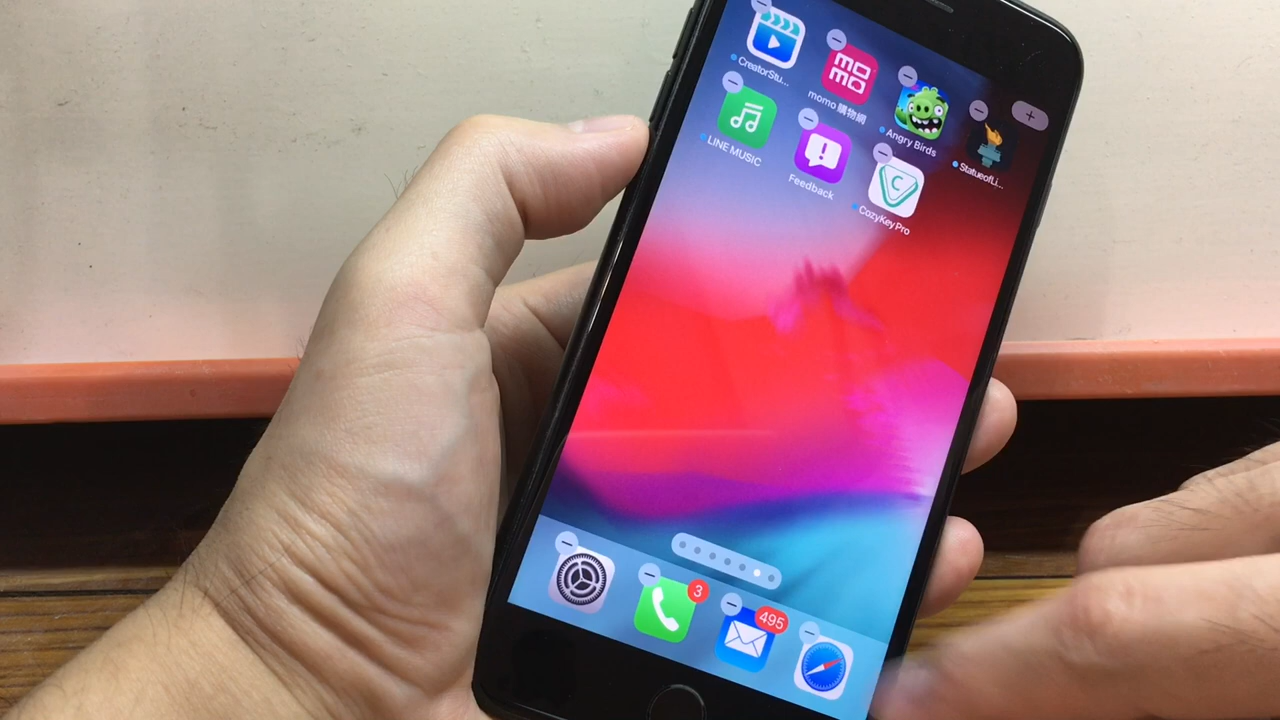 CreatorStu...
momo
momo 購物網
Angry Birds
+
StatueofLi...
LINE MUSIC
Feedback
C
CozyKey Pro
3
495